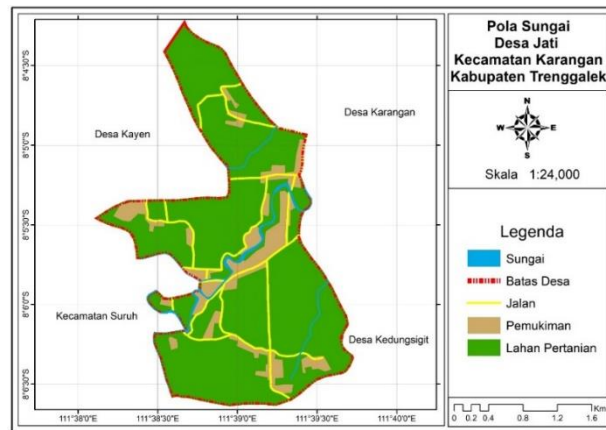 Pola Sungai
Desa Jati
Kecamatan Karangan
Kabupaten Trenggalek
N
W E
S
Skala 1:24,000
Legenda
Sungai
Batas Desa
Jalan
Pemukiman
Lahan Pertanian
0 0.2 0.4 0.8 1.2 1.6
Km
Desa Kayen
Desa Karangan
Kecamatan Suruh
Desa Kedungsigit
8°4'30"S
8°5'0"S
8°5'30"S
8°6'0"S
8°6'30"S
111°38'0"E 111°38'30"E 111°39'0"E 111°39'30"E 111°40'0"E